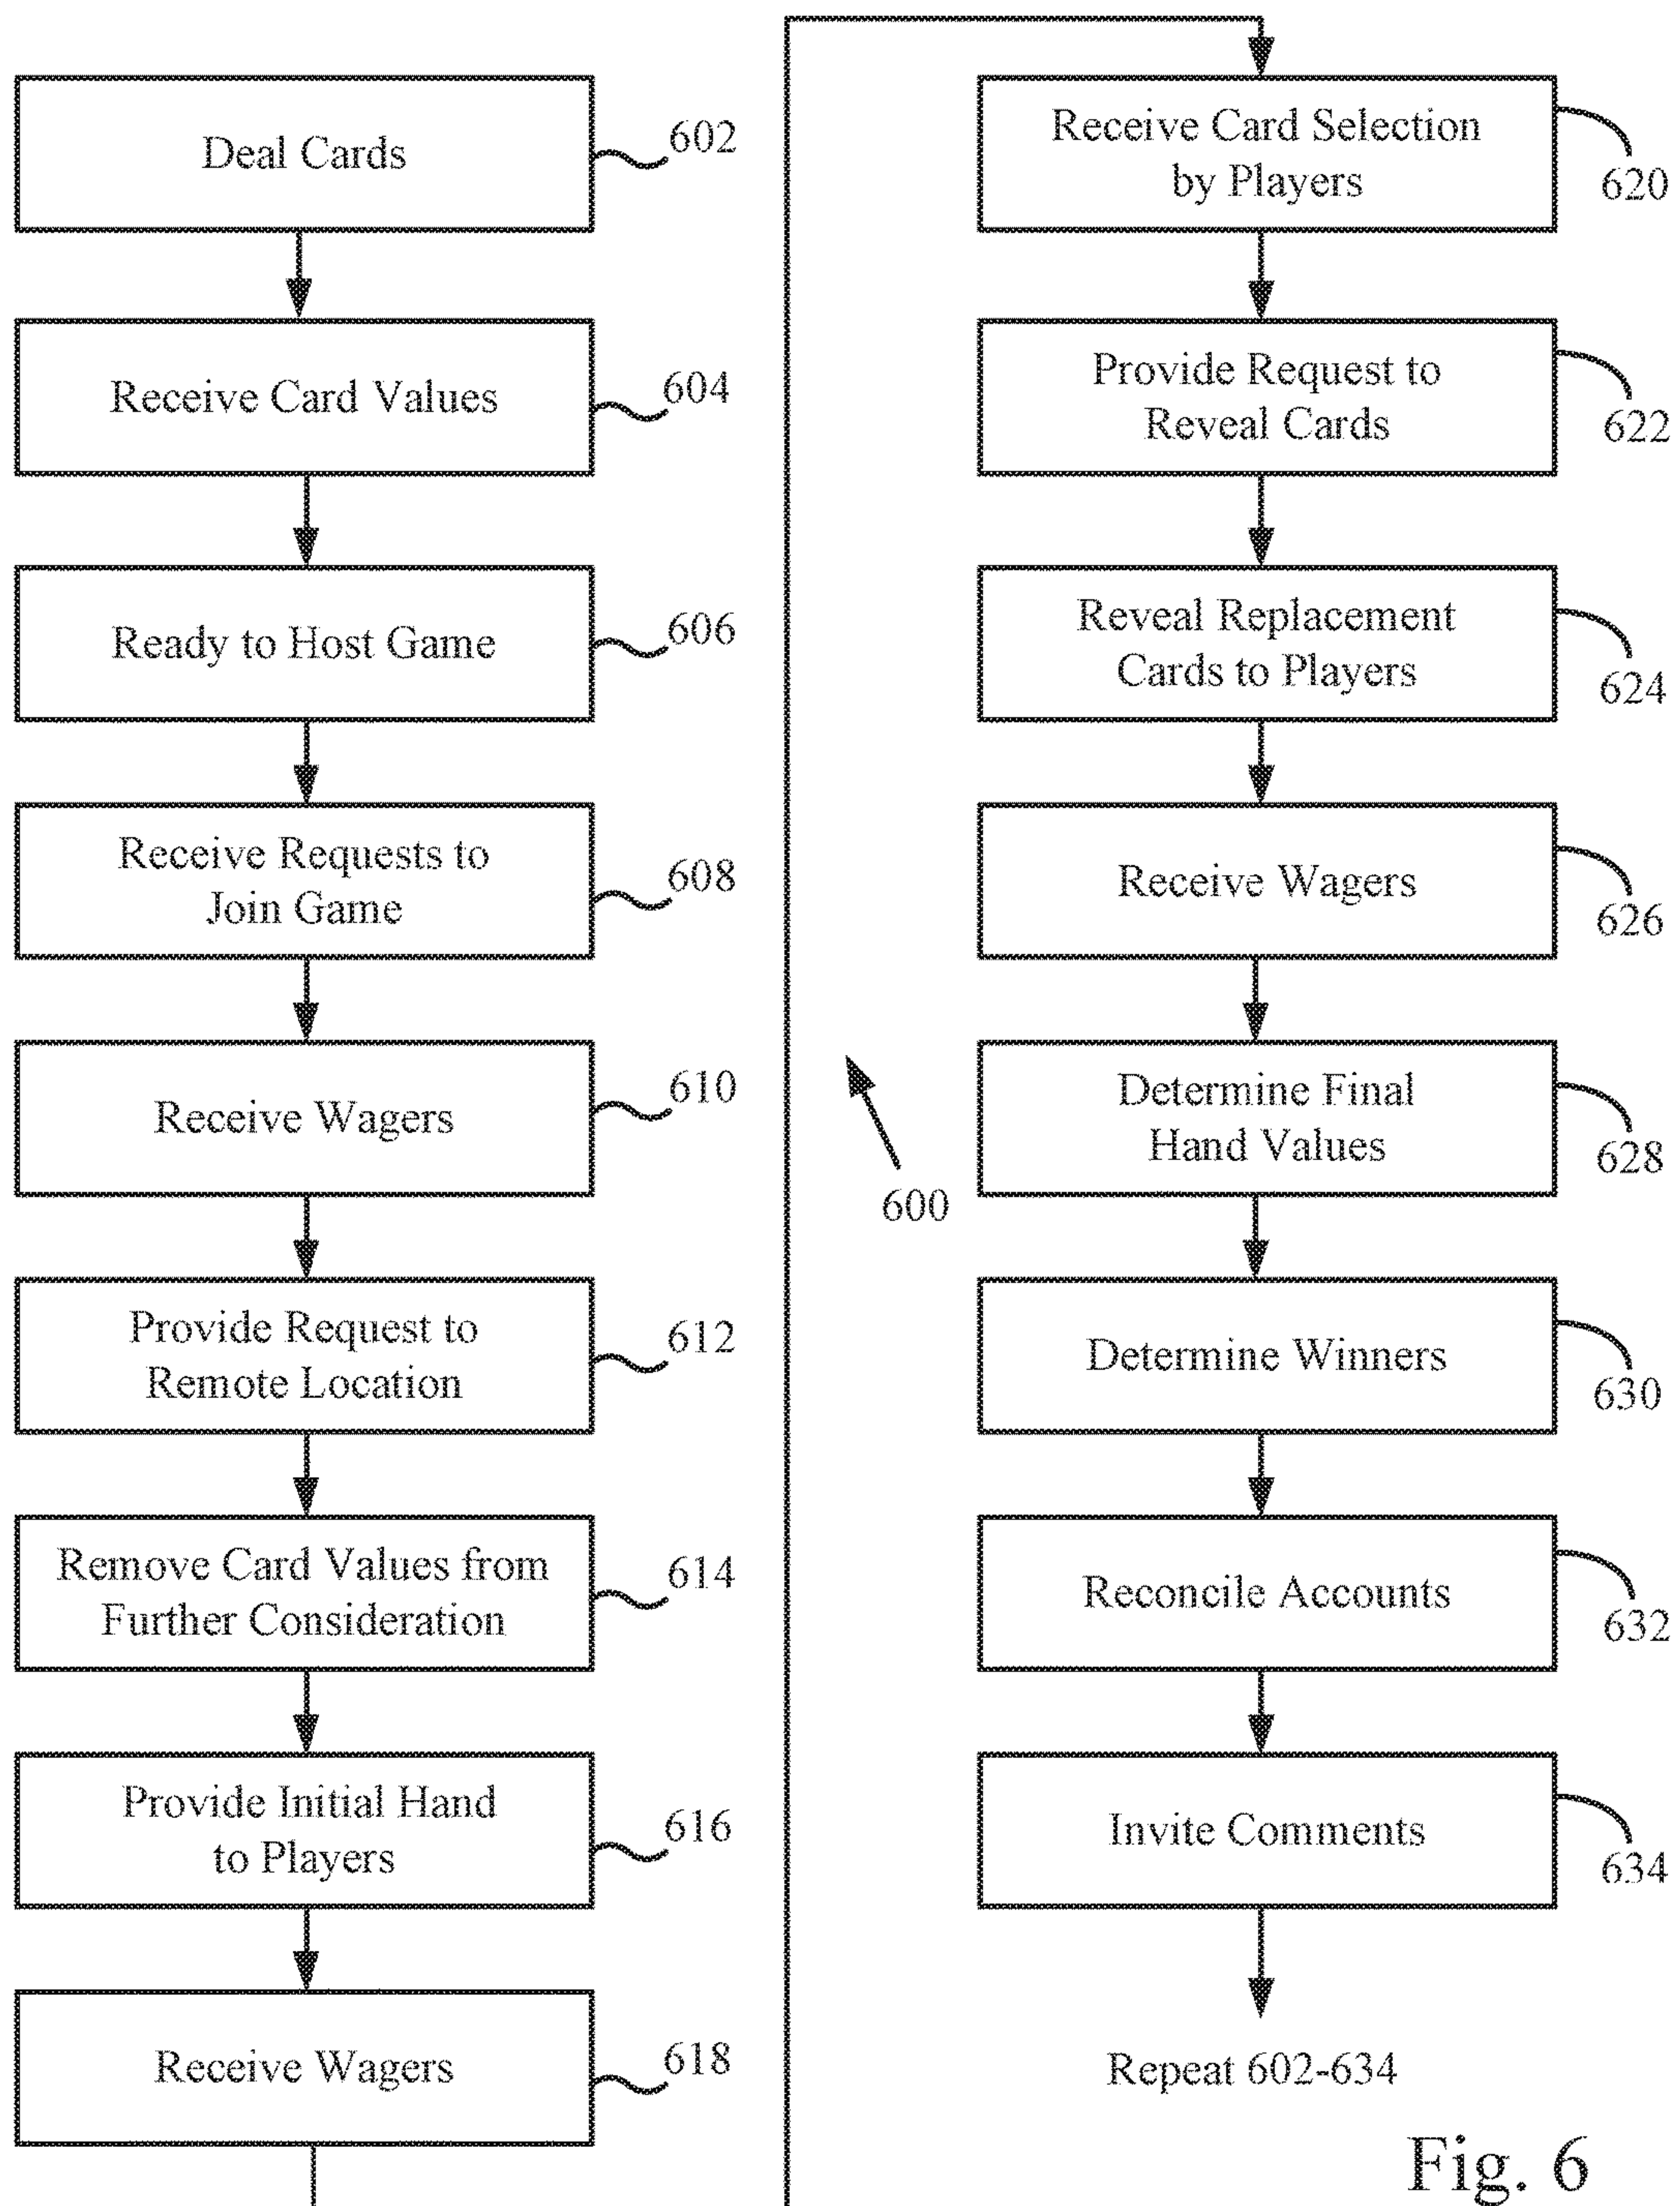 Deal Cards
602
Receive Card Values
604
Ready to Host Game
606
Receive Requests to
Join Game
608
Receive Wagers
610
Provide Request to
Remote Location
612
Remove Card Values from
Further Consideration
614
Provide Initial Hand
to Players
616
Receive Wagers
618
600
Receive Card Selection
by Players
620
Provide Request to
Reveal Cards
622
Reveal Replacement
Cards to Players
624
Receive Wagers
626
Determine Final
Hand Values
628
Determine Winners
630
Reconcile Accounts
632
Invite Comments
634
Repeat 602-634
Fig. 6